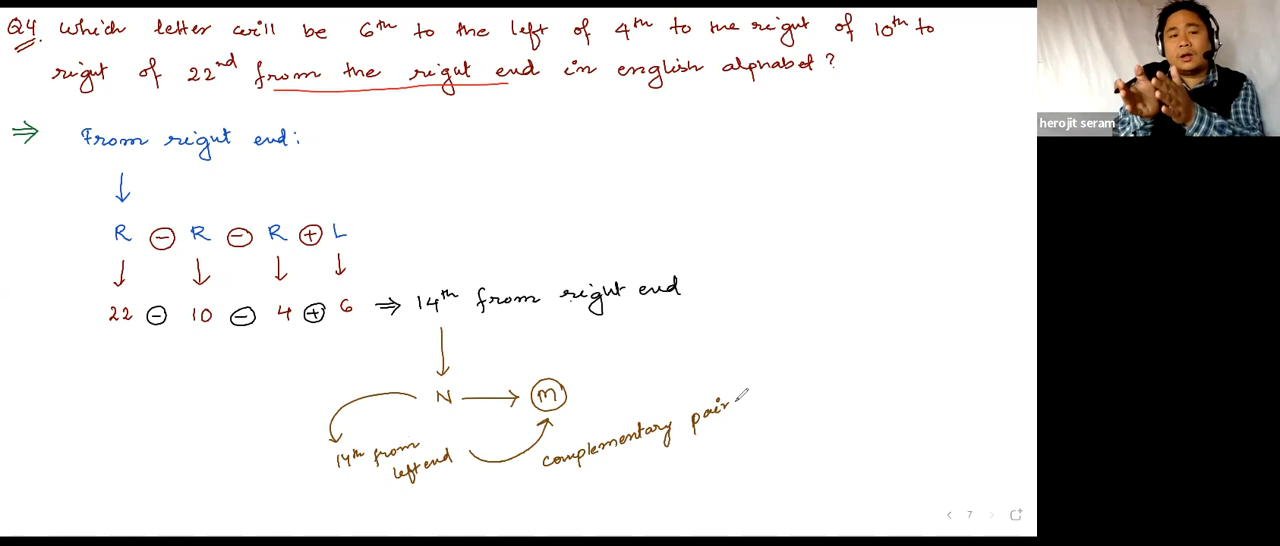 Q4. Which letter will be 6th to the left of 4th to the right of 10th to
right of 22nd from the right end in english alphabet?
⇒ From right end:
R ⊖ R ⊖ R ⊕ L
22 ⊖ 10 ⊖ 4 ⊕ 6 ⇒ 14th from right end
N → m
14th from
left end
complementary pair
herojit seram
7